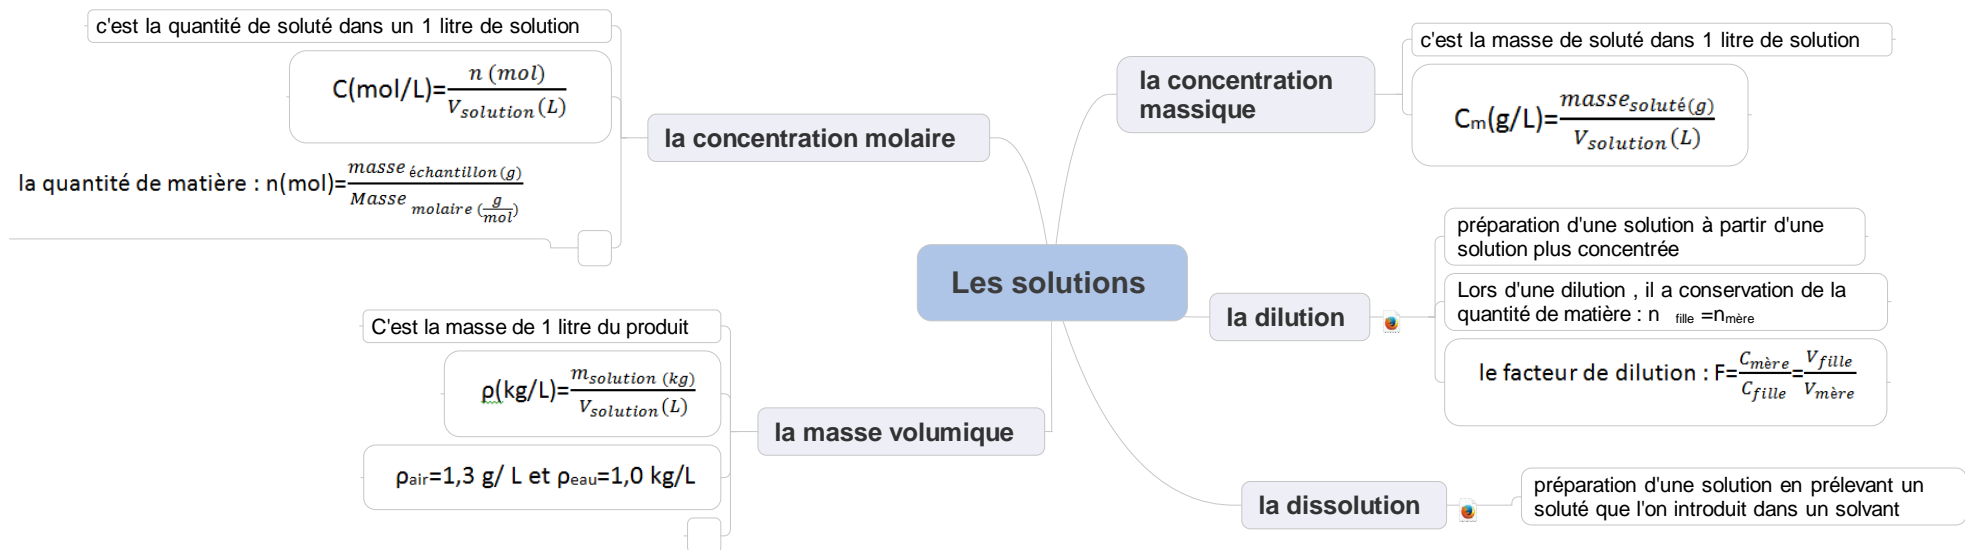 c'est la quantité de soluté dans un 1 litre de solution
C(mol/L)=n (mol)/V_solution(L)
la quantité de matière : n(mol)=masse échantillon(g)/Masse molaire (g/mol)
la concentration molaire
C'est la masse de 1 litre du produit
ρ(kg/L)=m_solution (kg)/V_solution(L)
ρair=1,3 g/ L et ρeau=1,0 kg/L
la masse volumique
Les solutions
la concentration
massique
c'est la masse de soluté dans 1 litre de solution
Cm(g/L)=masse_soluté(g)/V_solution(L)
la dilution
préparation d'une solution à partir d'une
solution plus concentrée
Lors d'une dilution , il a conservation de la
quantité de matière : n fille =nmère
le facteur de dilution : F=C_mère/C_fille=V_fille/V_mère
la dissolution
préparation d'une solution en prélevant un
soluté que l'on introduit dans un solvant